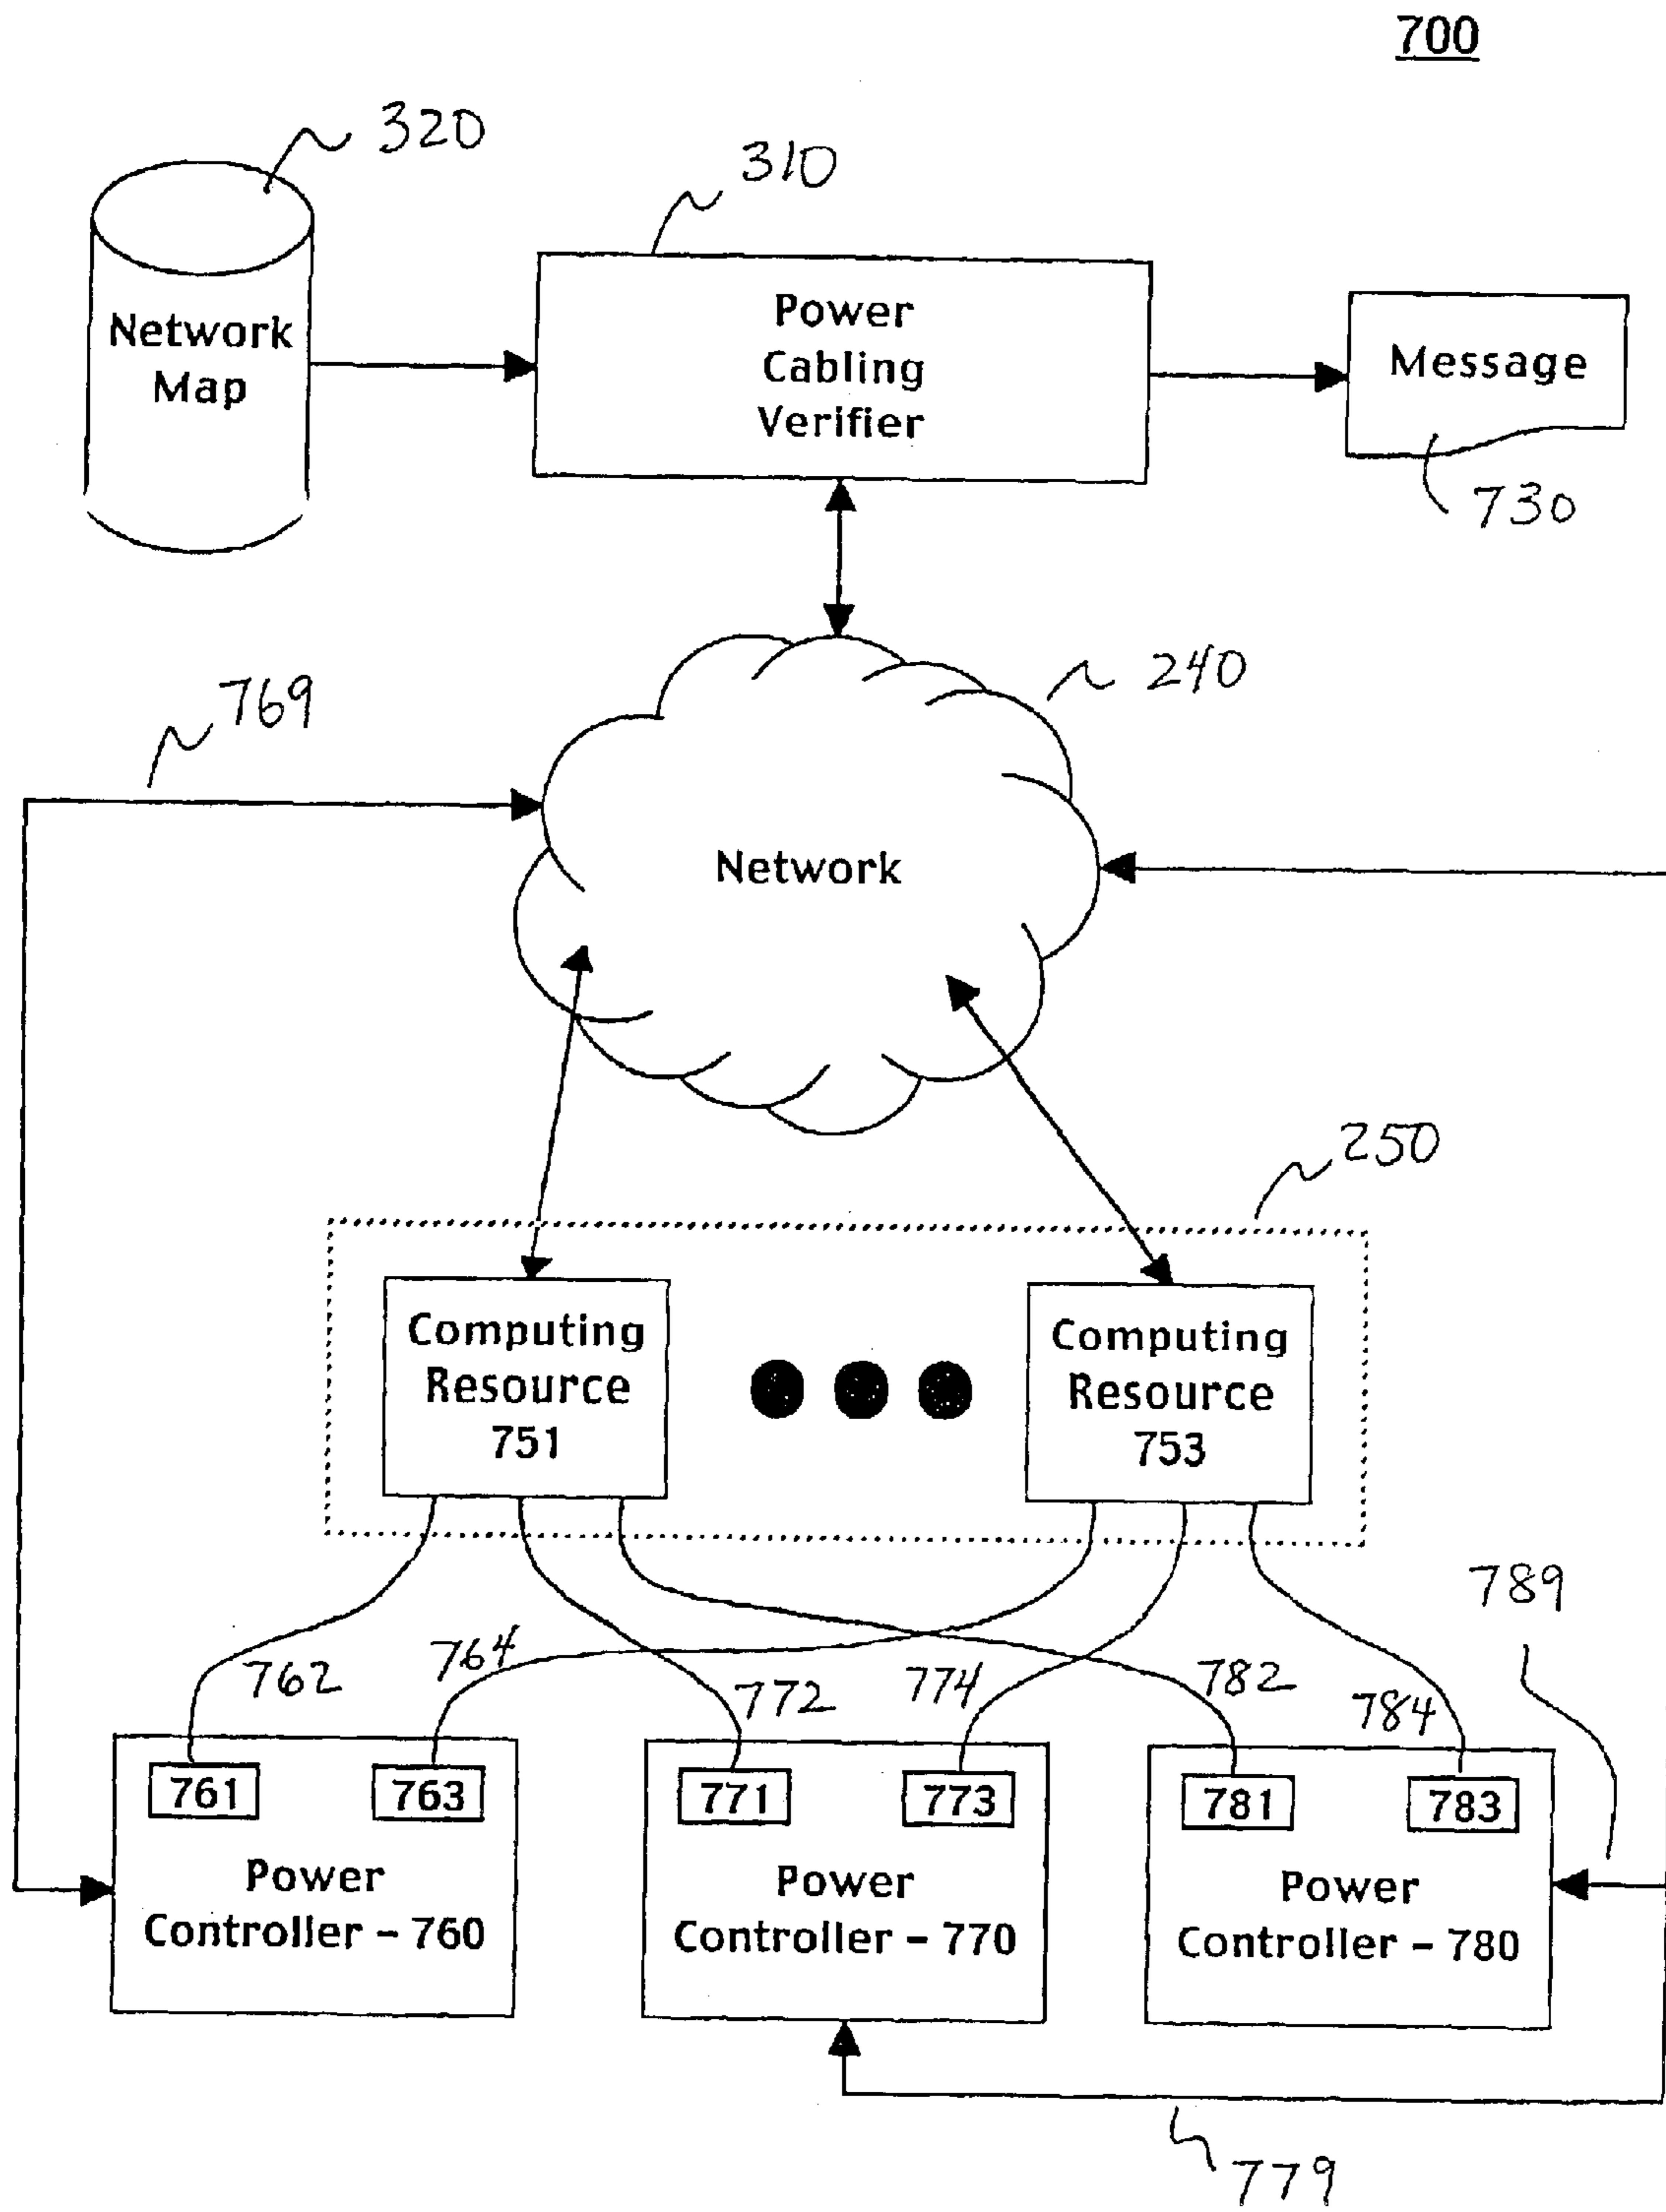 700
320
310
Network
Map
Power
Cabling
Verifier
Message
730
240
769
Network
250
Computing
Resource
751
Computing
Resource
753
789
762
764
772
774
782
784
761
763
771
773
781
783
Power
Controller – 760
Power
Controller – 770
Power
Controller – 780
779